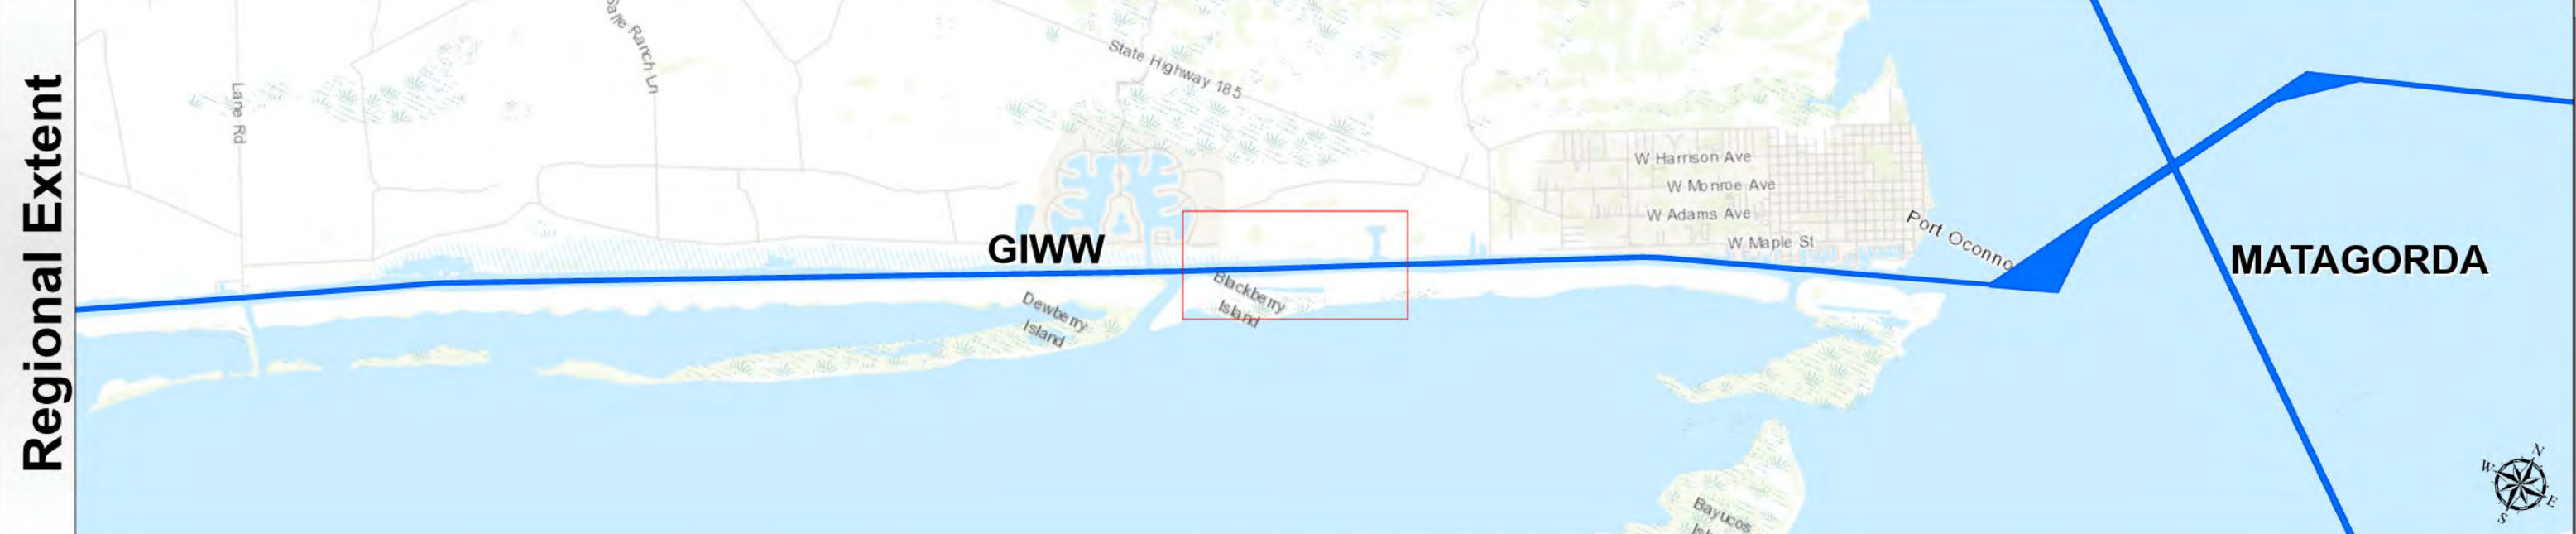 Regional Extent
Lane Rd
Ranch Ln
State Highway 185
W Harrison Ave
W Monroe Ave
W Adams Ave
W Maple St
Port Oconno
GIWW
MATAGORDA
Dewberry
Island
Blackberry
Island
Bayucos
N
W
E
S